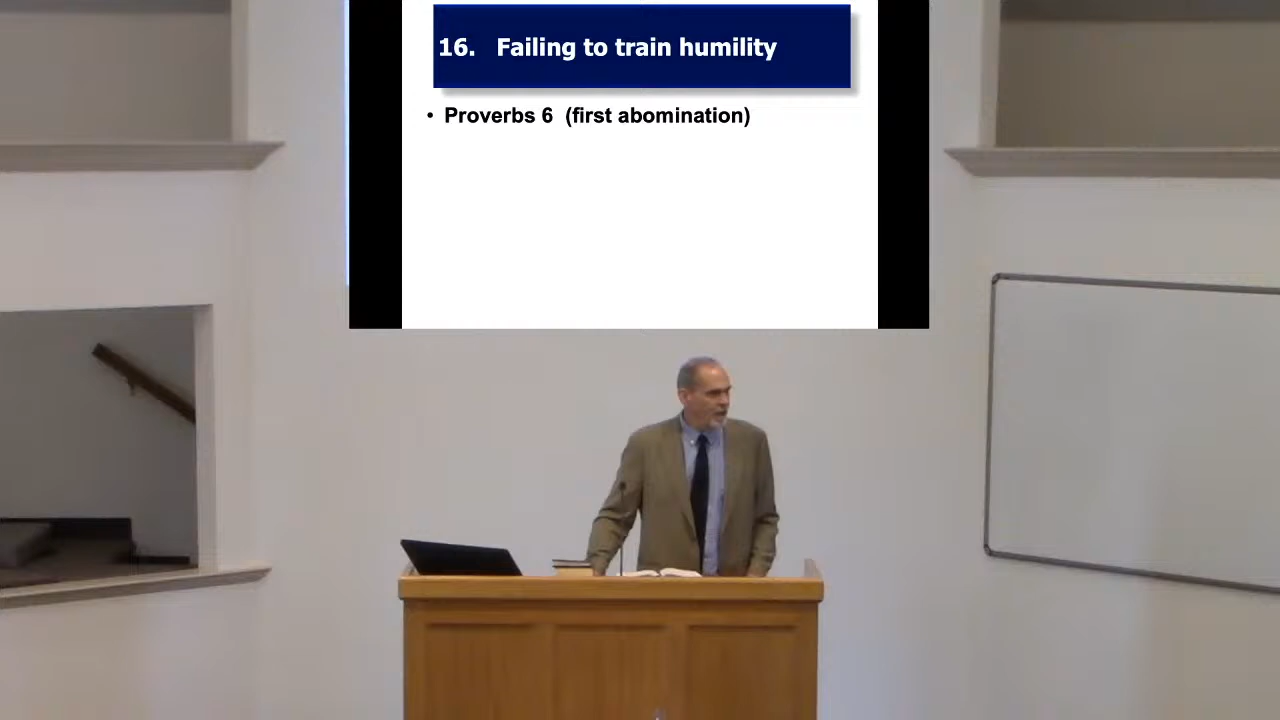 16. Failing to train humility
• Proverbs 6 (first abomination)